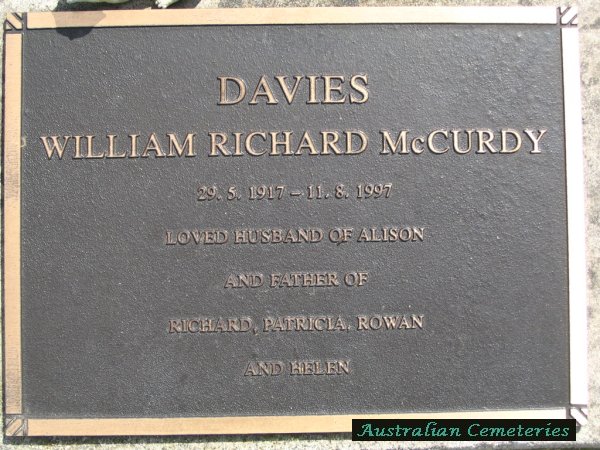 DAVIES
WILLIAM RICHARD McCURDY
29. 5. 1917 – 11. 8. 1997
LOVED HUSBAND OF ALISON
AND FATHER OF
RICHARD, PATRICIA, ROWAN
AND HELEN
Australian Cemeteries